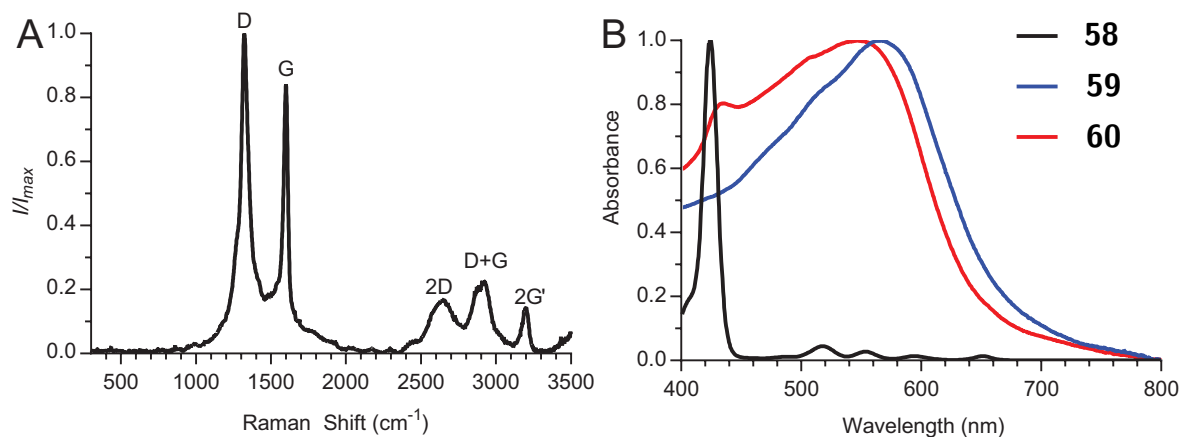 A
D
G
2D
D+G
2G'
I/Imax
1.0
0.8
0.6
0.4
0.2
0.0
500 1000 1500 2000 2500 3000 3500
Raman Shift (cm⁻¹)
B
58
59
60
Absorbance
1.0
0.8
0.6
0.4
0.2
0.0
400 500 600 700 800
Wavelength (nm)